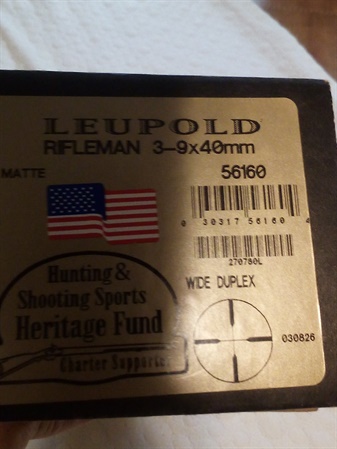 LEUPOLD
RIFLEMAN 3-9x40mm
MATTE 56160
0 30317 56160 4
270780L
Hunting &
Shooting Sports
Heritage Fund
Charter Supporter
WIDE DUPLEX
030826